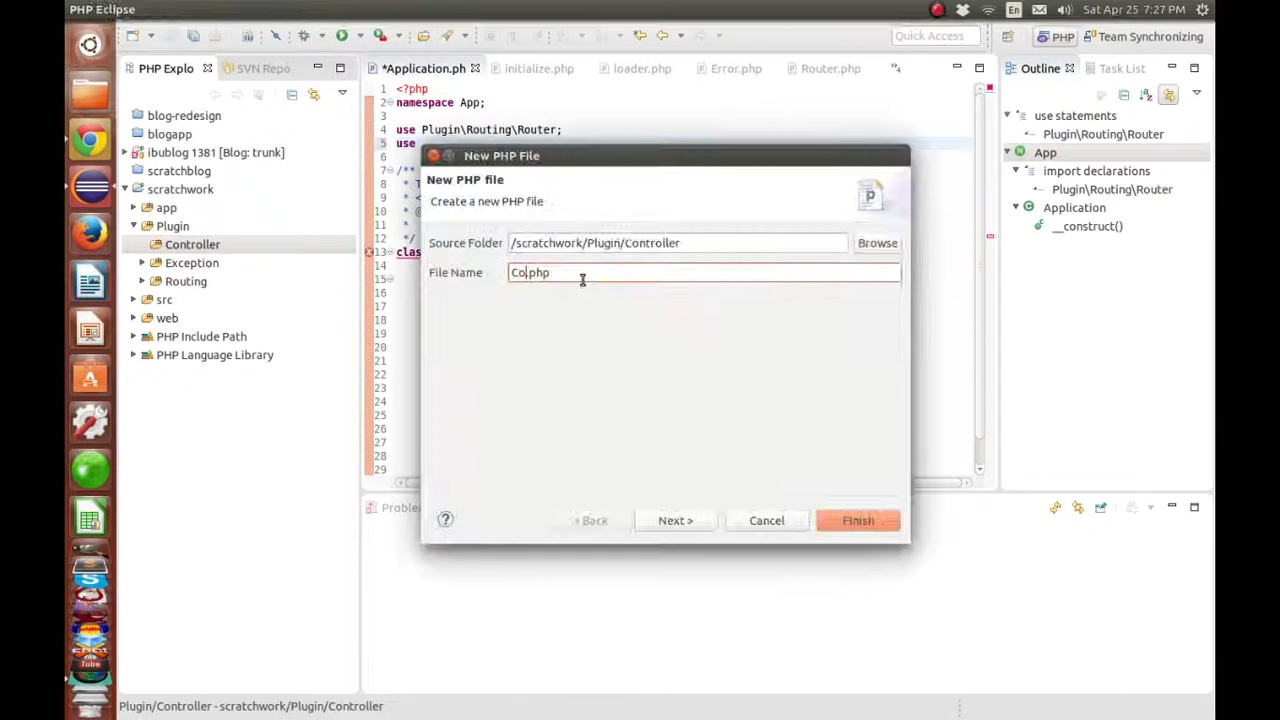 PHP Eclipse
En
Sat Apr 25 7:27 PM
Quick Access
PHP
Team Synchronizing
PHP Explo
SVN Repo
*Application.ph
initialize.php
loader.php
Error.php
Router.php
»4
Outline
Task List
blog-redesign
blogapp
ibublog 1381 [Blog: trunk]
scratchblog
scratchwork
app
Plugin
Controller
Exception
Routing
src
web
PHP Include Path
PHP Language Library
1 <?php
2 namespace App;
3
4 use Plugin\Routing\Router;
5 use
6
7 /**
8 * T
9 * <
10 * @
11 *
12 */
13 clas
14
15
16
17
18
19
20
21
22
23
24
25
26
27
28
29
New PHP File
New PHP file
Create a new PHP file
Source Folder
/scratchwork/Plugin/Controller
Browse
File Name
Co.php
< Back
Next >
Cancel
Finish
use statements
Plugin\Routing\Router
App
import declarations
Plugin\Routing\Router
Application
__construct()
Proble
Tube
Plugin/Controller - scratchwork/Plugin/Controller